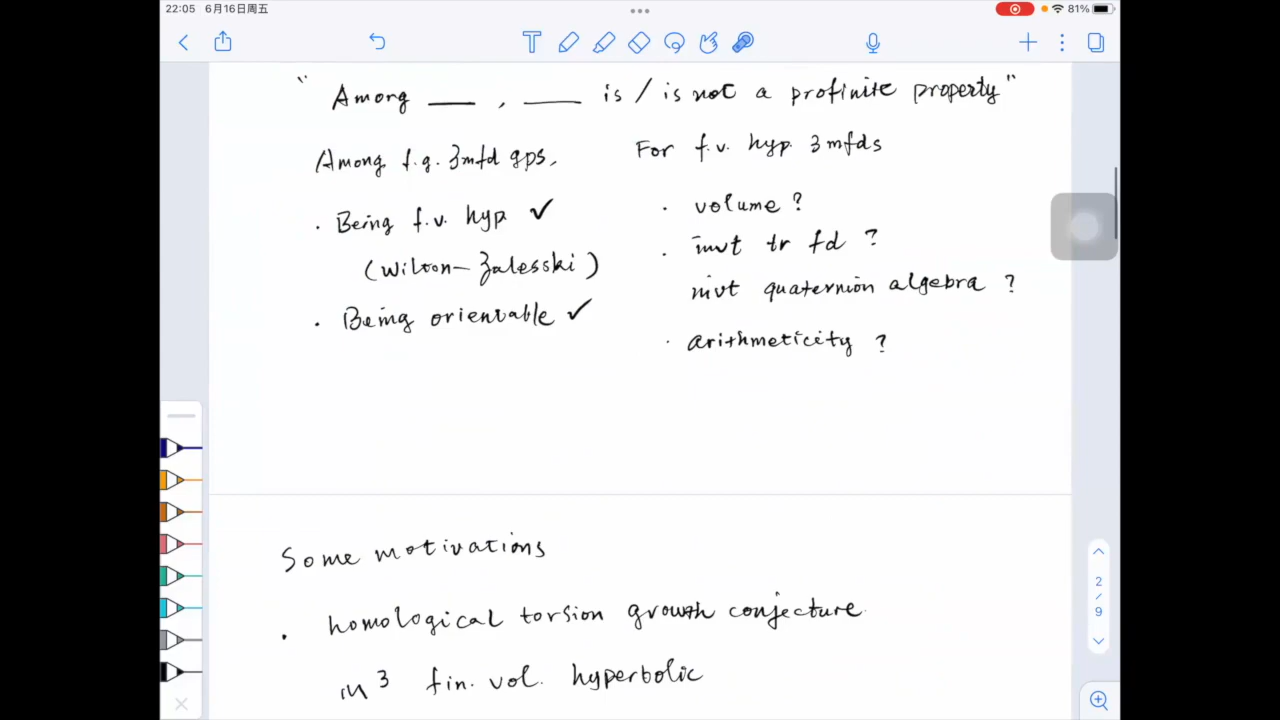 22:05 6月16日周五
81%
“ Among ___ , ___ is / is not a profinite property ”
Among f.g. 3mfd gps,
· Being f.v. hyp ✓
(Wilton-Zalesski)
· Being orientable ✓
For f.v. hyp. 3mfds
· volume ?
· invt tr fd ?
invt quaternion algebra ?
· arithmeticity ?
2 / 9
Some motivations
· homological torsion growth conjecture
M³ fin. vol. hyperbolic